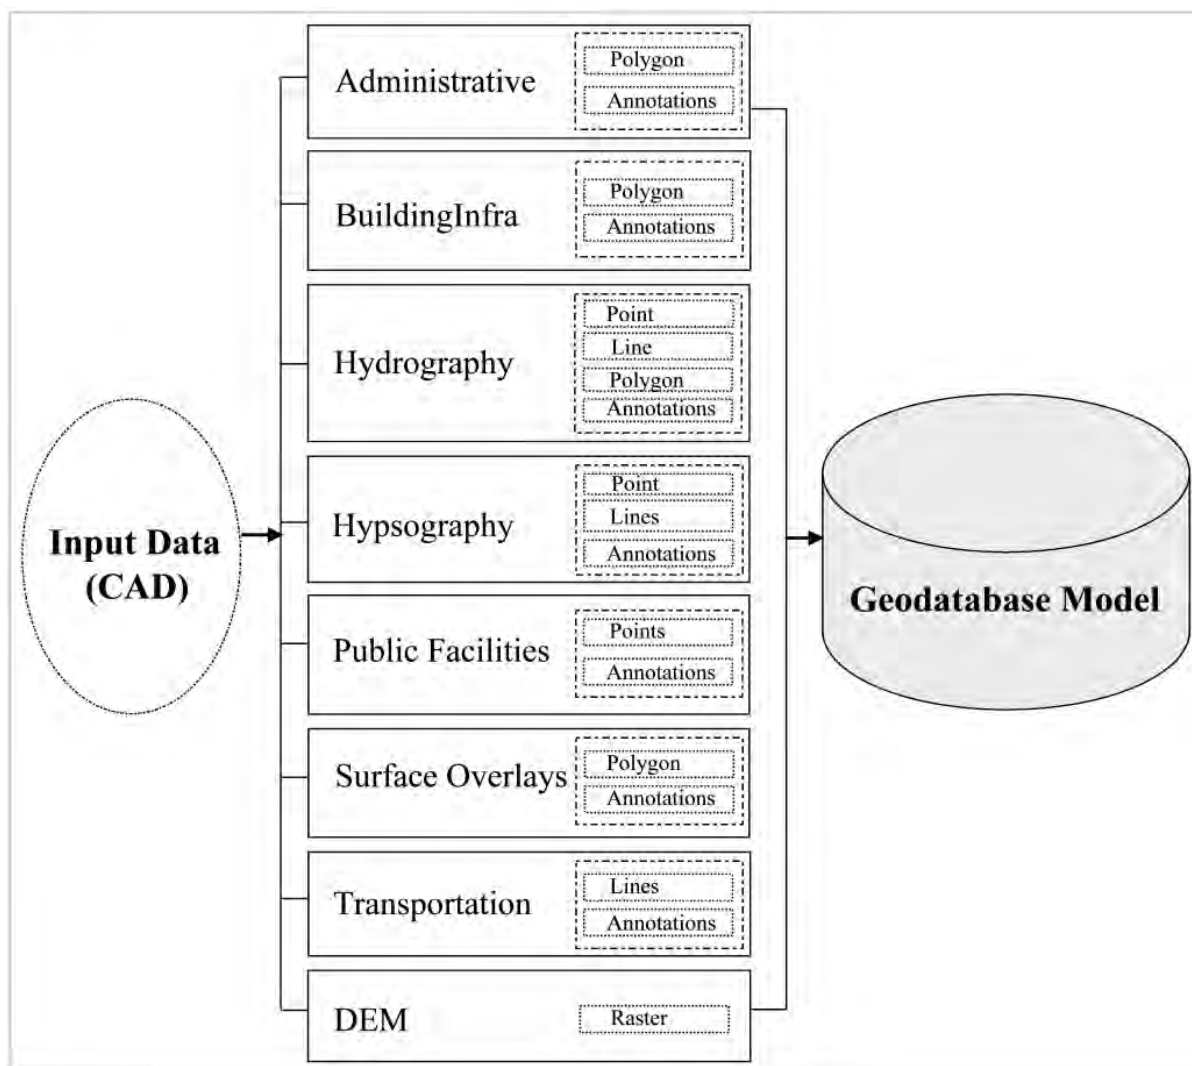 Input Data
(CAD)
Administrative
Polygon
Annotations
BuildingInfra
Polygon
Annotations
Hydrography
Point
Line
Polygon
Annotations
Hypsography
Point
Lines
Annotations
Public Facilities
Points
Annotations
Surface Overlays
Polygon
Annotations
Transportation
Lines
Annotations
DEM
Raster
Geodatabase Model